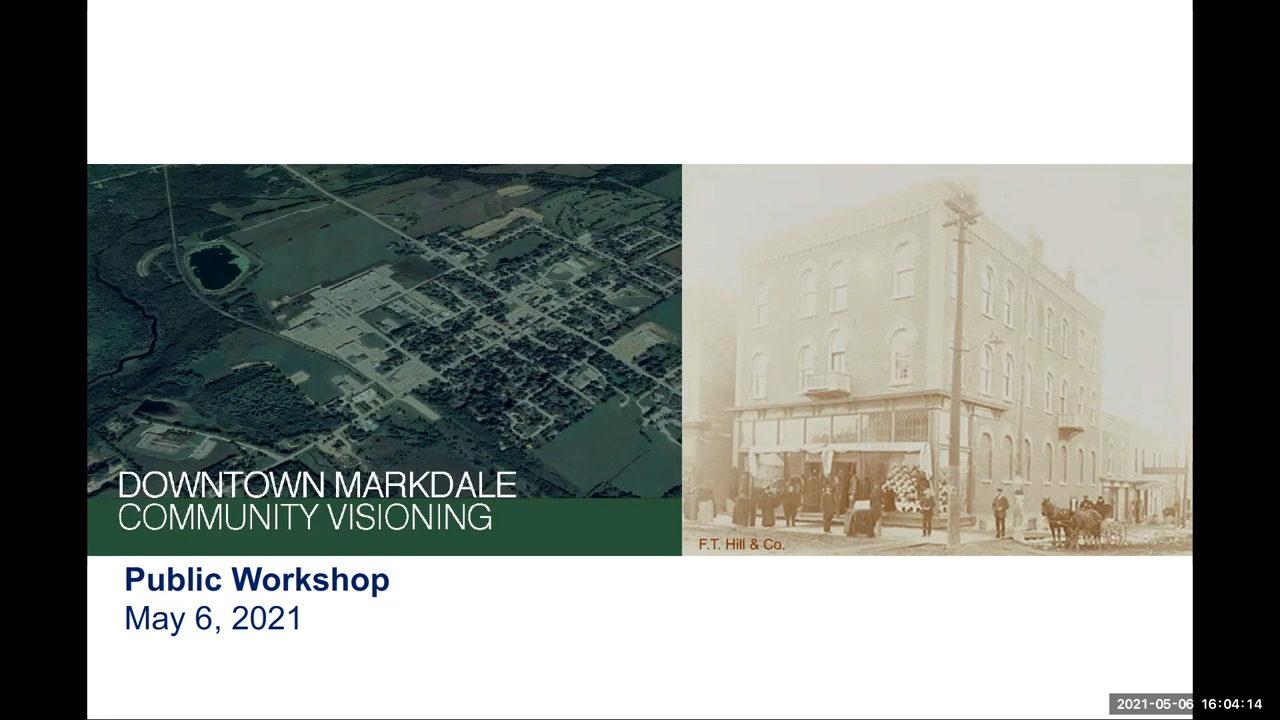 DOWNTOWN MARKDALE
COMMUNITY VISIONING
F.T. Hill & Co.
Public Workshop
May 6, 2021
2021-05-06 16:04:14